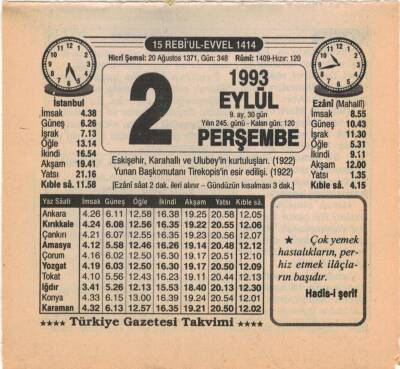 15 REBİ'UL-EVVEL 1414
Hicrî Şemsi: 20 Ağustos 1371, Gün: 348 Rûmî: 1409-Hızır: 120
İstanbul
İmsak 4.38
Güneş 6.26
İşrak 7.13
Öğle 13.14
İkindi 16.54
Akşam 19.41
Yatsı 21.16
Kıble sâ. 11.58
2
1993
EYLÜL
9. ay, 30 gün
Yılın 245. günü - Kalan gün: 120
PERŞEMBE
Ezânî (Mahallî)
İmsak 8.55
Güneş 10.43
İşrak 11.30
Öğle 5.31
İkindi 9.11
Akşam 12.00
Yatsı 1.35
Kıble sâ. 4.15
Eskişehir, Karahallı ve Ulubey'in kurtuluşları. (1922)
Yunan Başkomutanı Tirekopis'in esir edilişi. (1922)
[Ezânî sâat 2 dak. ileri alınır – Gündüzün kısalması 3 dak.]
Yaz Sâati İmsak Güneş Öğle İkindi Akşam Yatsı Kıble sâ.
Ankara 4.26 6.11 12.58 16.38 19.25 20.58 12.05
Kırıkkale 4.24 6.08 12.56 16.35 19.22 20.55 12.06
Çankırı 4.21 6.07 12.55 16.35 19.23 20.56 12.07
Amasya 4.12 5.58 12.46 16.26 19.14 20.48 12.12
Çorum 4.16 6.02 12.50 16.30 19.17 20.51 12.10
Yozgat 4.19 6.03 12.50 16.30 19.17 20.50 12.09
Tokat 4.10 5.56 12.43 16.23 19.11 20.44 12.13
Iğdır 3.41 5.26 12.13 15.53 18.40 20.13 12.30
Konya 4.33 6.15 13.00 16.39 19.25 20.55 12.01
Karaman 4.32 6.13 12.57 16.35 19.21 20.50 12.02
★ Çok yemek
hastalıkların, per-
hiz etmek ilâçla-
rın başıdır.
Hadîs-i şerîf
★★★★ Türkiye Gazetesi Takvimi ★★★★